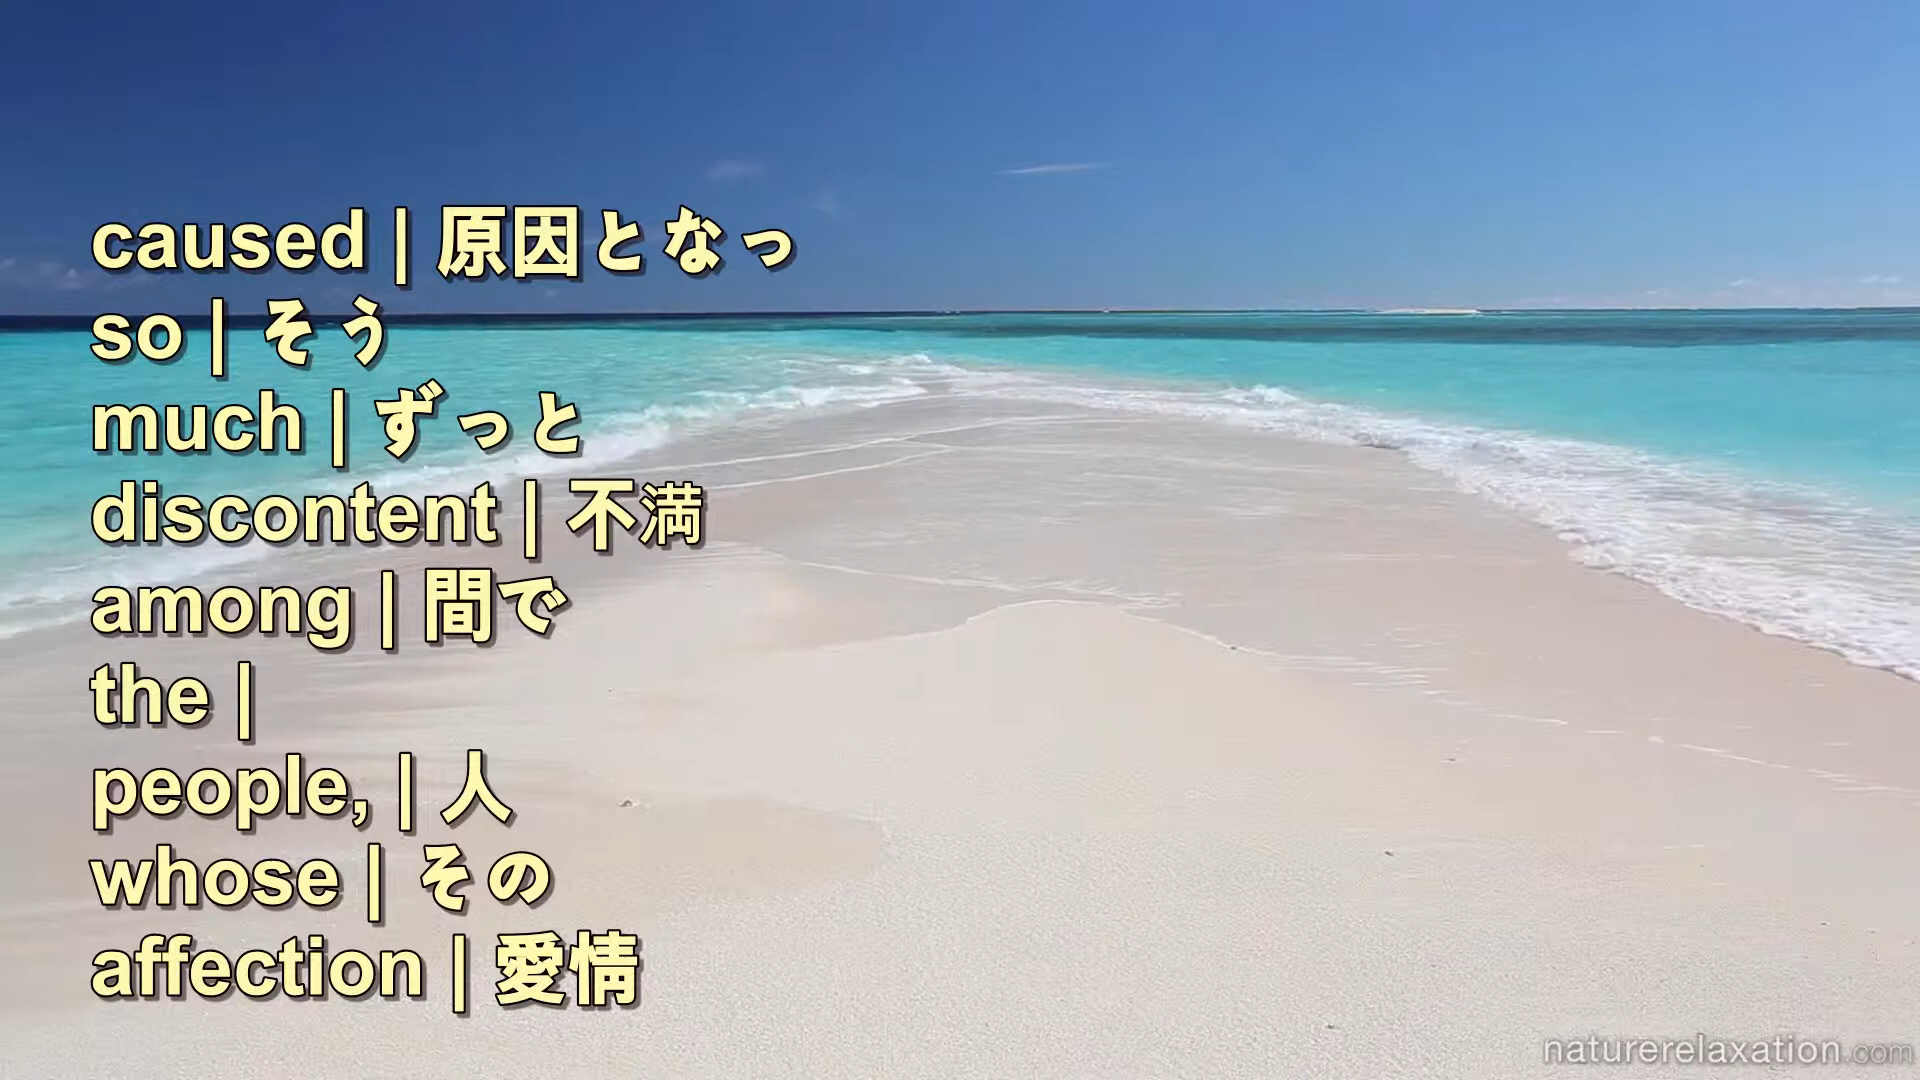 caused | 原因となっ
so | そう
much | ずっと
discontent | 不満
among | 間で
the |
people, | 人
whose | その
affection | 愛情
naturerelaxation.com